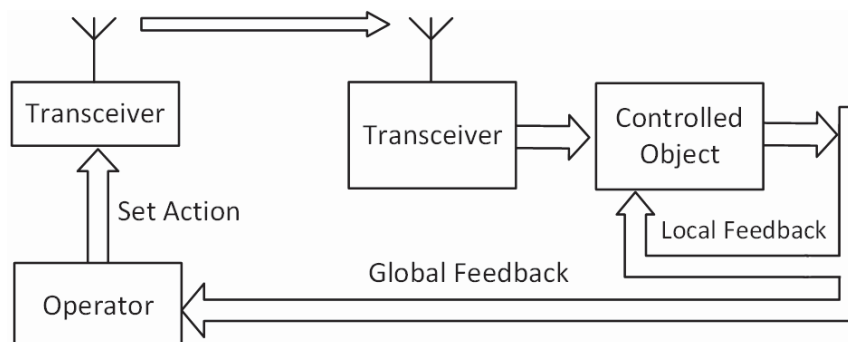 Transceiver
Transceiver
Controlled
Object
Set Action
Local Feedback
Global Feedback
Operator